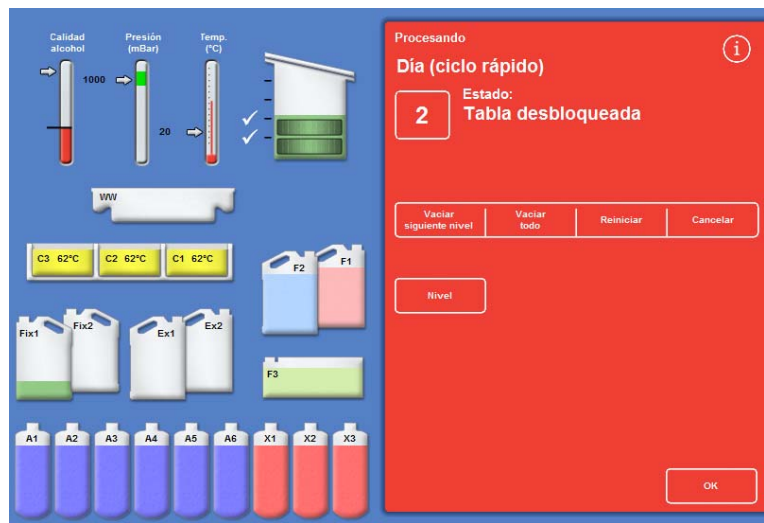 Calidad
alcohol
Presión
(mBar)
Temp.
(°C)
1000
20
WW
C3 62°C
C2 62°C
C1 62°C
F2
F1
Fix1
Fix2
Ex1
Ex2
F3
A1
A2
A3
A4
A5
A6
X1
X2
X3
Procesando
i
Día (ciclo rápido)
2
Estado:
Tabla desbloqueada
Vaciar
siguiente nivel
Vaciar
todo
Reiniciar
Cancelar
Nivel
OK